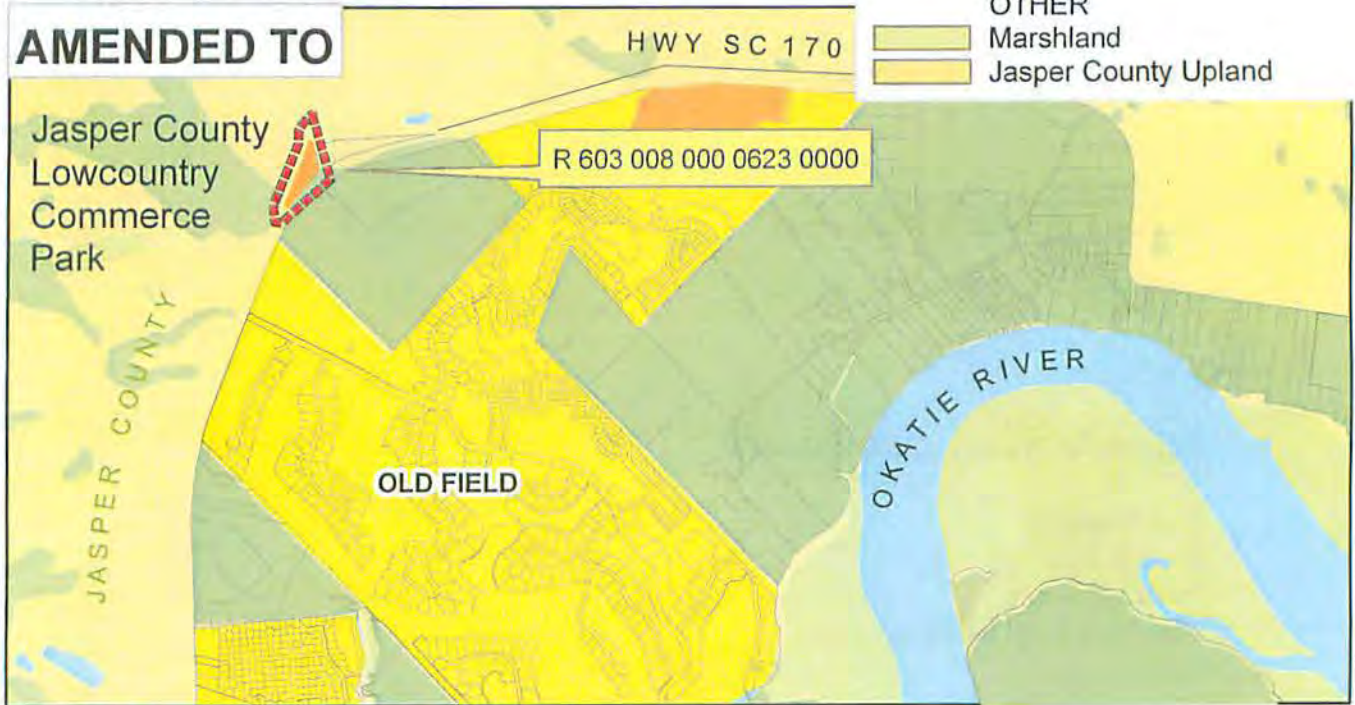 AMENDED TO
HWY SC 170
OTHER
Marshland
Jasper County Upland
Jasper County
Lowcountry
Commerce
Park
R 603 008 000 0623 0000
JASPER COUNTY
OLD FIELD
OKATIE RIVER